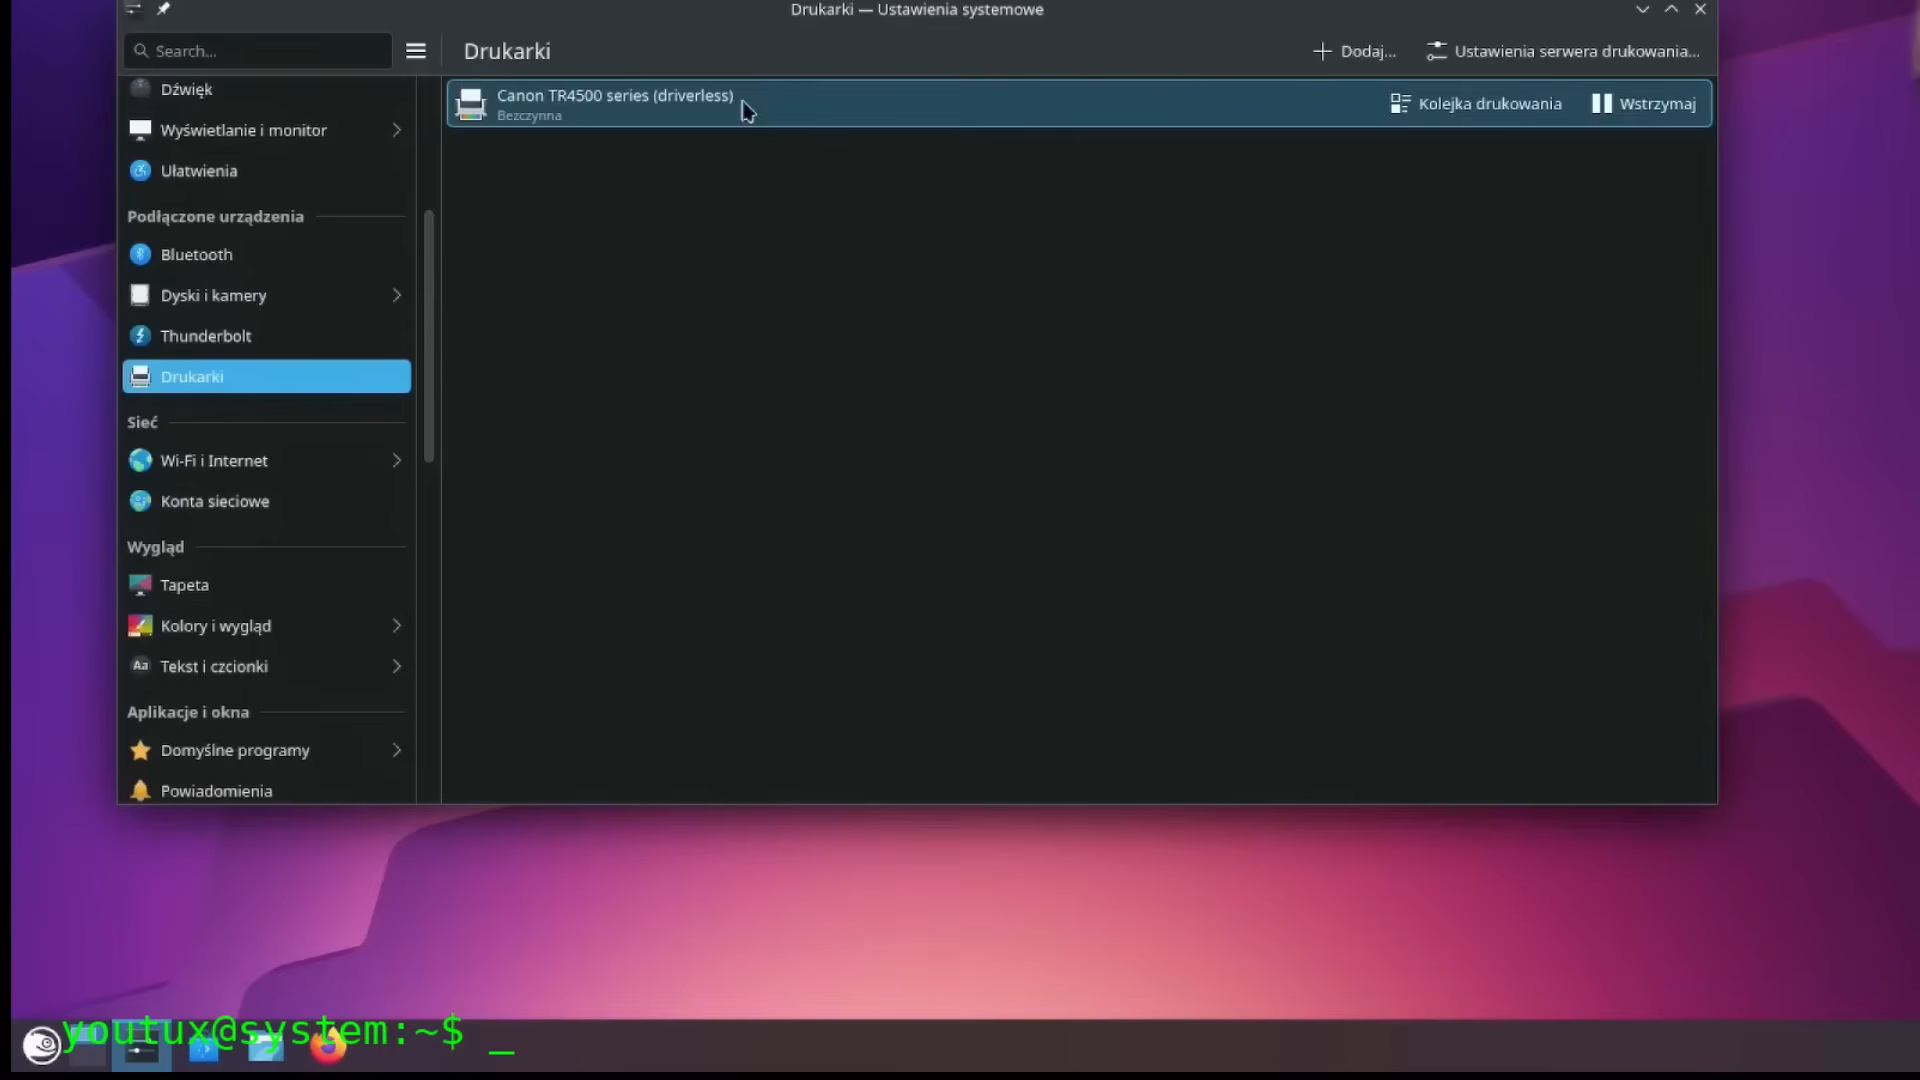 Drukarki — Ustawienia systemowe
Search...
Drukarki
Dodaj...
Ustawienia serwera drukowania...
Dźwięk
Wyświetlanie i monitor
Ułatwienia
Podłączone urządzenia
Bluetooth
Dyski i kamery
Thunderbolt
Drukarki
Sieć
Wi-Fi i Internet
Konta sieciowe
Wygląd
Tapeta
Kolory i wygląd
Aa
Tekst i czcionki
Aplikacje i okna
Domyślne programy
Powiadomienia
Canon TR4500 series (driverless)
Bezczynna
Kolejka drukowania
Wstrzymaj
youtux@system:~$ _